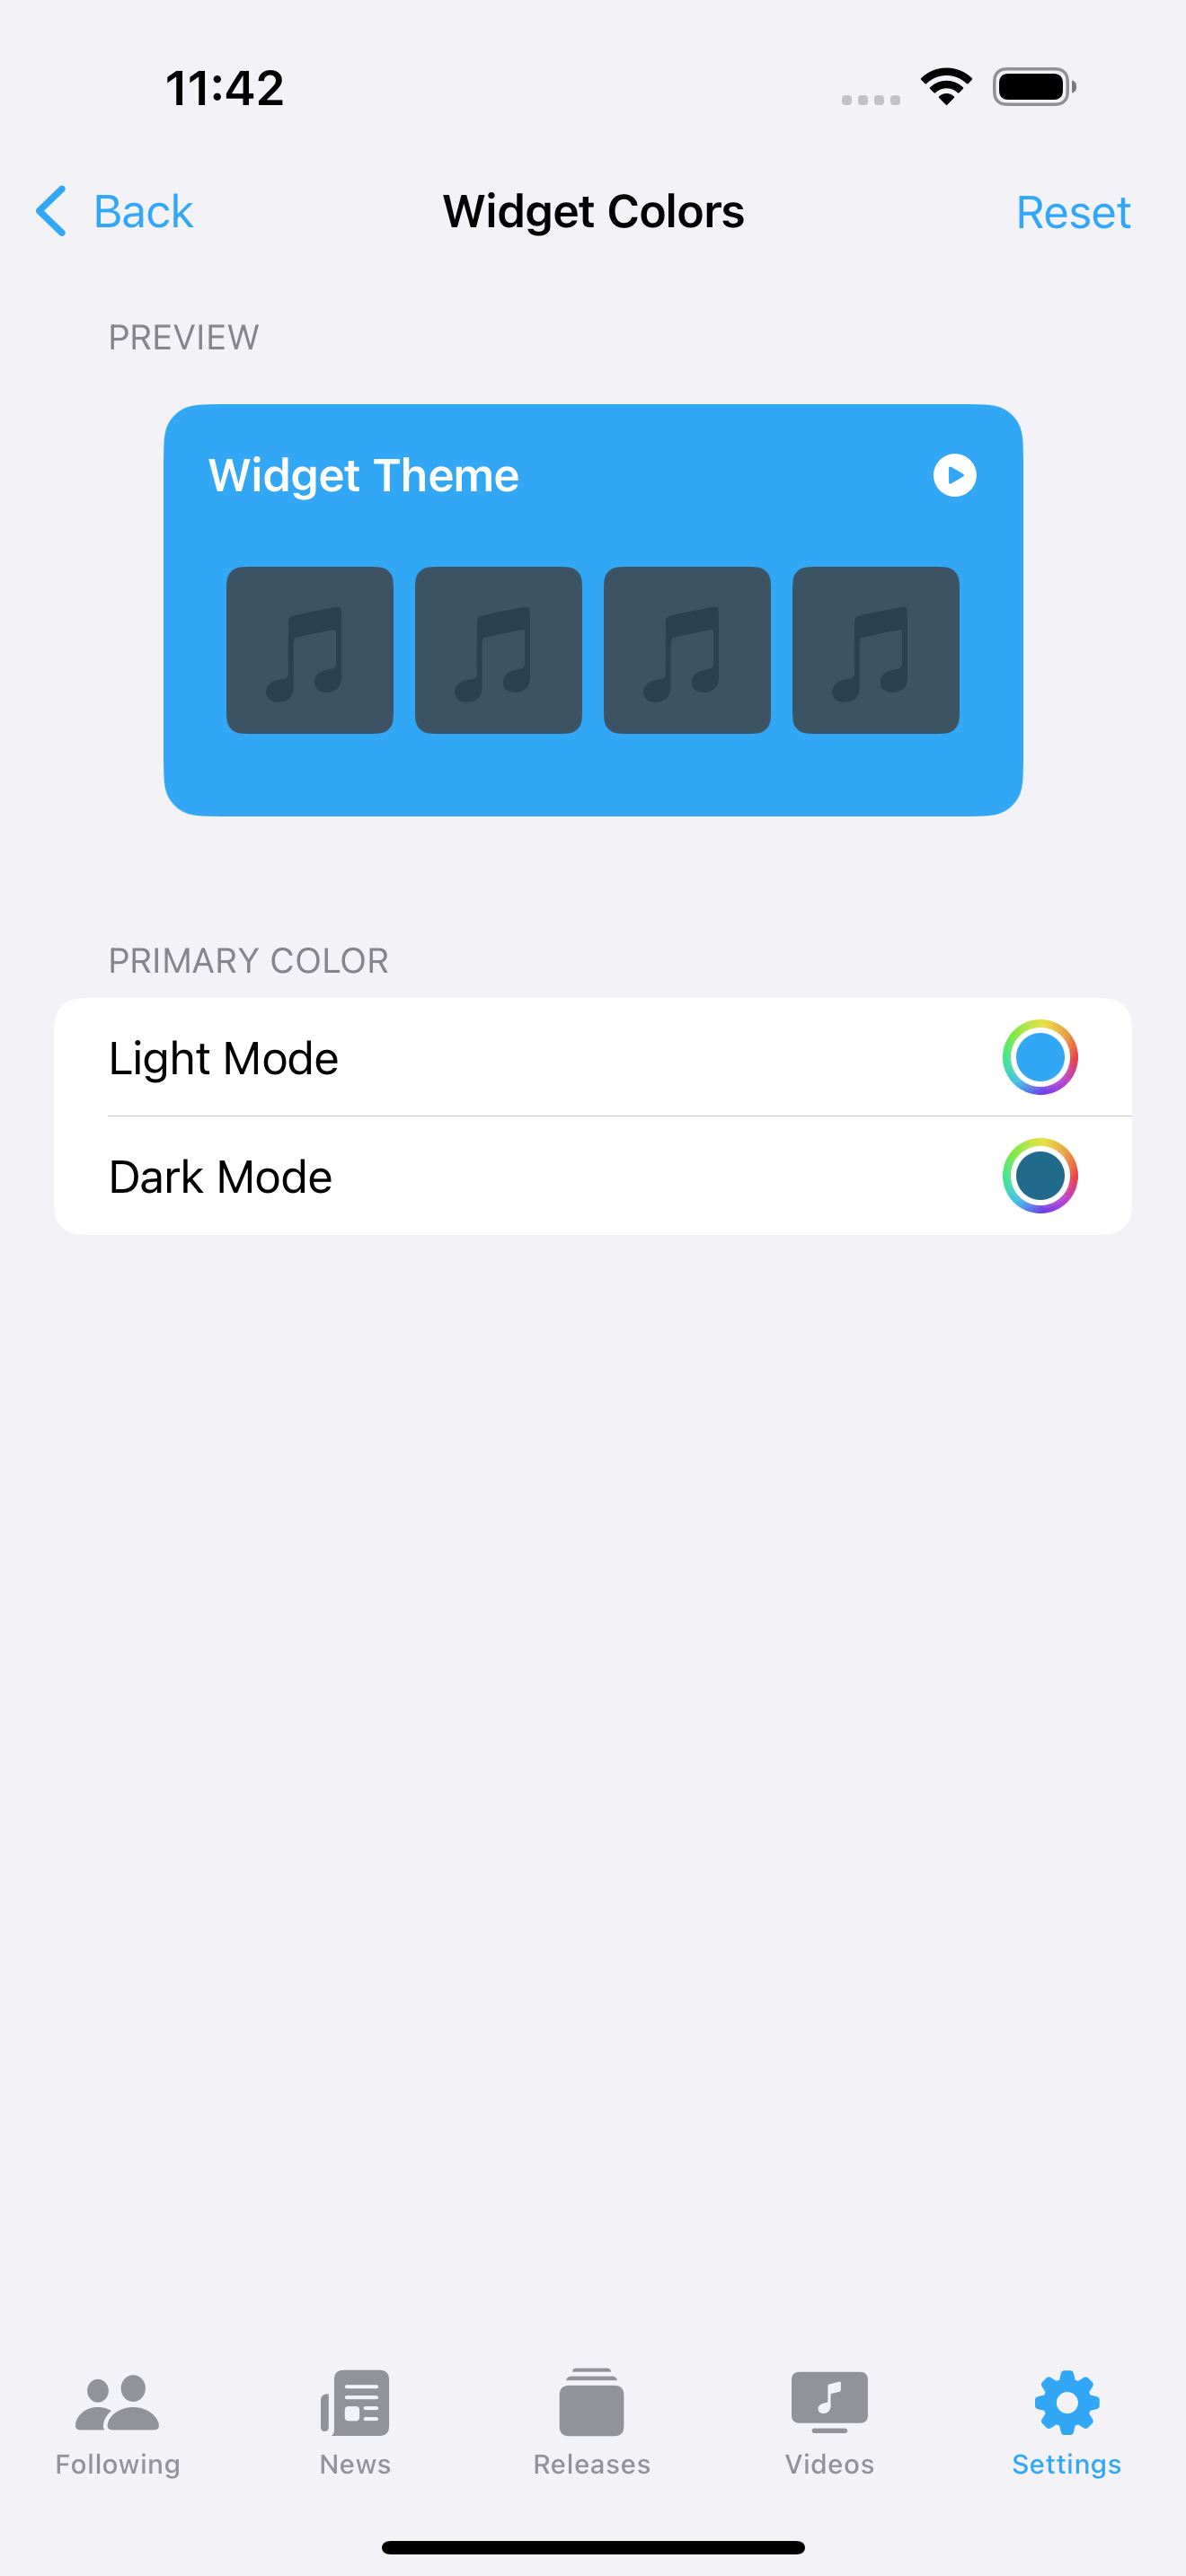 11:42
Back
Widget Colors
Reset
PREVIEW
Widget Theme
PRIMARY COLOR
Light Mode
Dark Mode
Following
News
Releases
Videos
Settings